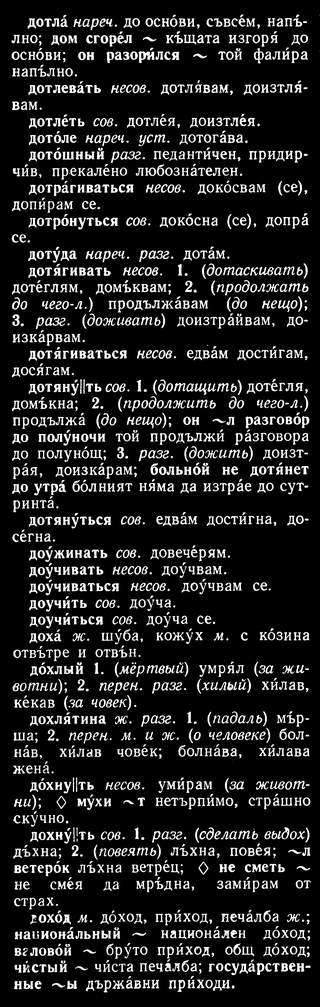 дотла́ нареч. до осно́ви, съвсе́м, напъ́-
лно; дом сгоре́л ~ къ́щата изгоря́ до
осно́ви; он разори́лся ~ той фали́ра
напъ́лно.
дотлева́ть несов. дотля́вам, доизтля́-
вам.
дотле́ть сов. дотле́я, доизтле́я.
дото́ле нареч. уст. дотога́ва.
дото́шный разг. педанти́чен, придир-
чи́в, прекале́но любозна́телен.
дотра́гиваться несов. доко́свам (се),
допи́рам се.
дотро́нуться сов. доко́сна (се), допра́
се.
доту́да нареч. разг. дота́м.
дотя́гивать несов. 1. (дотаскивать)
доте́глям, домъ́квам; 2. (продолжать
до чего-л.) продължа́вам (до нещо);
3. разг. (доживать) доизтра́йвам, до-
изка́рвам.
дотя́гиваться несов. едва́м дости́гам,
дося́гам.
дотяну́||ть сов. 1. (дотащить) доте́гля,
домъ́кна; 2. (продолжить до чего-л.)
продължа́ (до нещо); он ~л разгово́р
до полу́ночи той продължи́ ра́зговора
до полуно́щ; 3. разг. (дожить) доизт-
ра́я, доизка́рам; больно́й не дотя́нет
до утра́ бо́лният ня́ма да изтра́е до су́т-
ринта́.
дотяну́ться сов. едва́м дости́гна, до-
се́гна.
доу́жинать сов. довече́рям.
доу́чивать несов. доу́чвам.
доу́чиваться несов. доу́чвам се.
доучи́ть сов. доу́ча.
доучи́ться сов. доу́ча се.
доха́ ж. шу́ба, кожу́х м. с ко́зина
отвъ́тре и отвъ́н.
до́хлый 1. (мёртвый) умря́л (за жи-
вотни); 2. перен. разг. (хилый) хи́лав,
ке́кав (за човек).
дохля́тина ж. разг. 1. (падаль) мъ́р-
ша; 2. перен. м. и ж. (о человеке) бол-
на́в, хи́лав чове́к; болна́ва, хи́лава
жена́.
до́хну||ть несов. уми́рам (за живот-
ни); ◊ му́хи ~т нетърпи́мо, стра́шно
ску́чно.
дохну́||ть сов. 1. разг. (сделать выдох)
дъ́хна; 2. (повеять) лъ́хна, пове́я; ~л
ветеро́к лъ́хна ветре́ц; ◊ не сметь ~
не сме́я да мръ́дна, зами́рам от
страх.
дохо́д м. до́ход, при́ход, печа́лба ж.;
национа́льный ~ национа́лен до́ход;
валово́й ~ бру́то при́ход, общ до́ход;
чи́стый ~ чи́ста печа́лба; госуда́рствен-
ные ~ы държа́вни при́ходи.